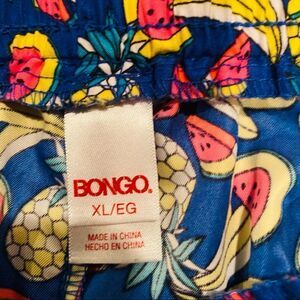 BONGO.
XL/EG
MADE IN CHINA
HECHO EN CHINA